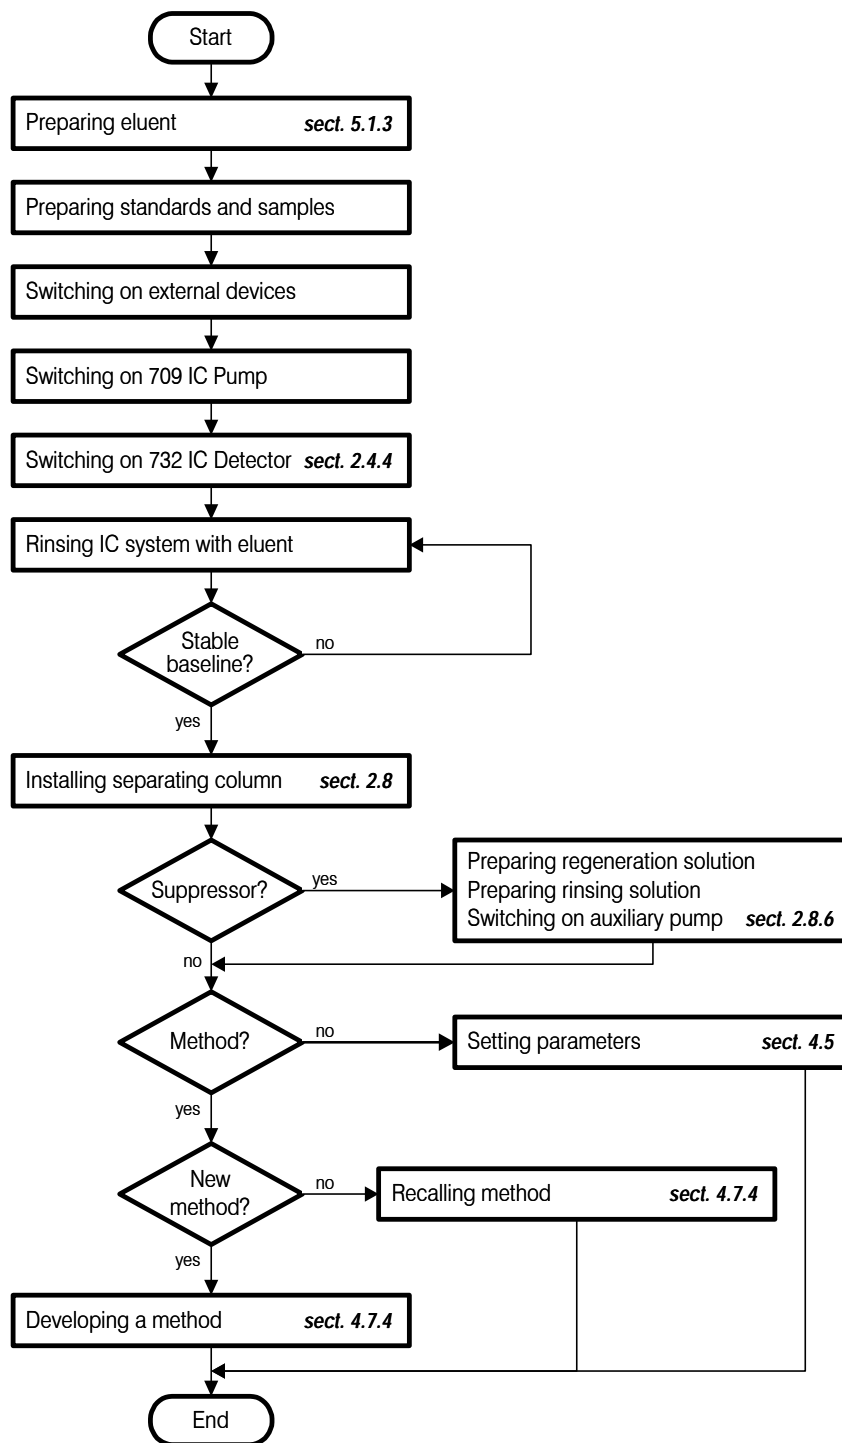 Start
Preparing eluent sect. 5.1.3
Preparing standards and samples
Switching on external devices
Switching on 709 IC Pump
Switching on 732 IC Detector sect. 2.4.4
Rinsing IC system with eluent
Stable
baseline?
no
yes
Installing separating column sect. 2.8
Suppressor?
yes
Preparing regeneration solution
Preparing rinsing solution
Switching on auxiliary pump sect. 2.8.6
no
Method?
no
Setting parameters sect. 4.5
yes
New
method?
no
Recalling method sect. 4.7.4
yes
Developing a method sect. 4.7.4
End